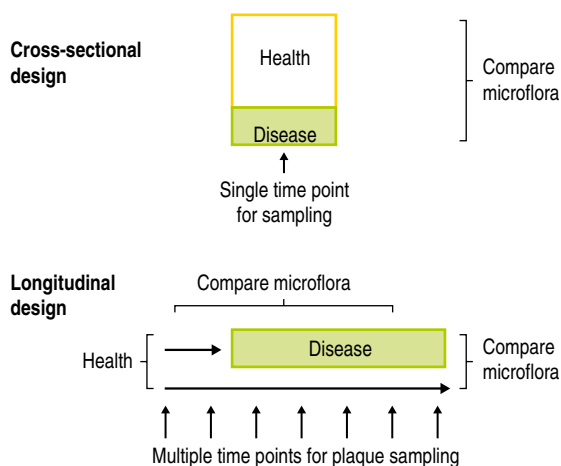 Cross-sectional
design
Health
Disease
Compare
microflora
Single time point
for sampling
Longitudinal
design
Compare microflora
Health
Disease
Compare
microflora
Multiple time points for plaque sampling